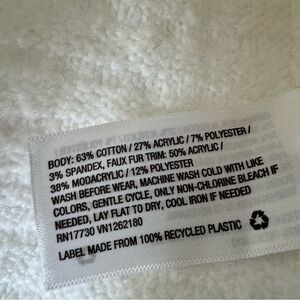 BODY: 63% COTTON / 27% ACRYLIC / 7% POLYESTER /
3% SPANDEX, FAUX FUR TRIM: 50% ACRYLIC /
38% MODACRYLIC / 12% POLYESTER
WASH BEFORE WEAR, MACHINE WASH COLD WITH LIKE
COLORS, GENTLE CYCLE, ONLY NON-CHLORINE BLEACH IF
NEEDED, LAY FLAT TO DRY, COOL IRON IF NEEDED
RN17730 VN1262180
LABEL MADE FROM 100% RECYCLED PLASTIC